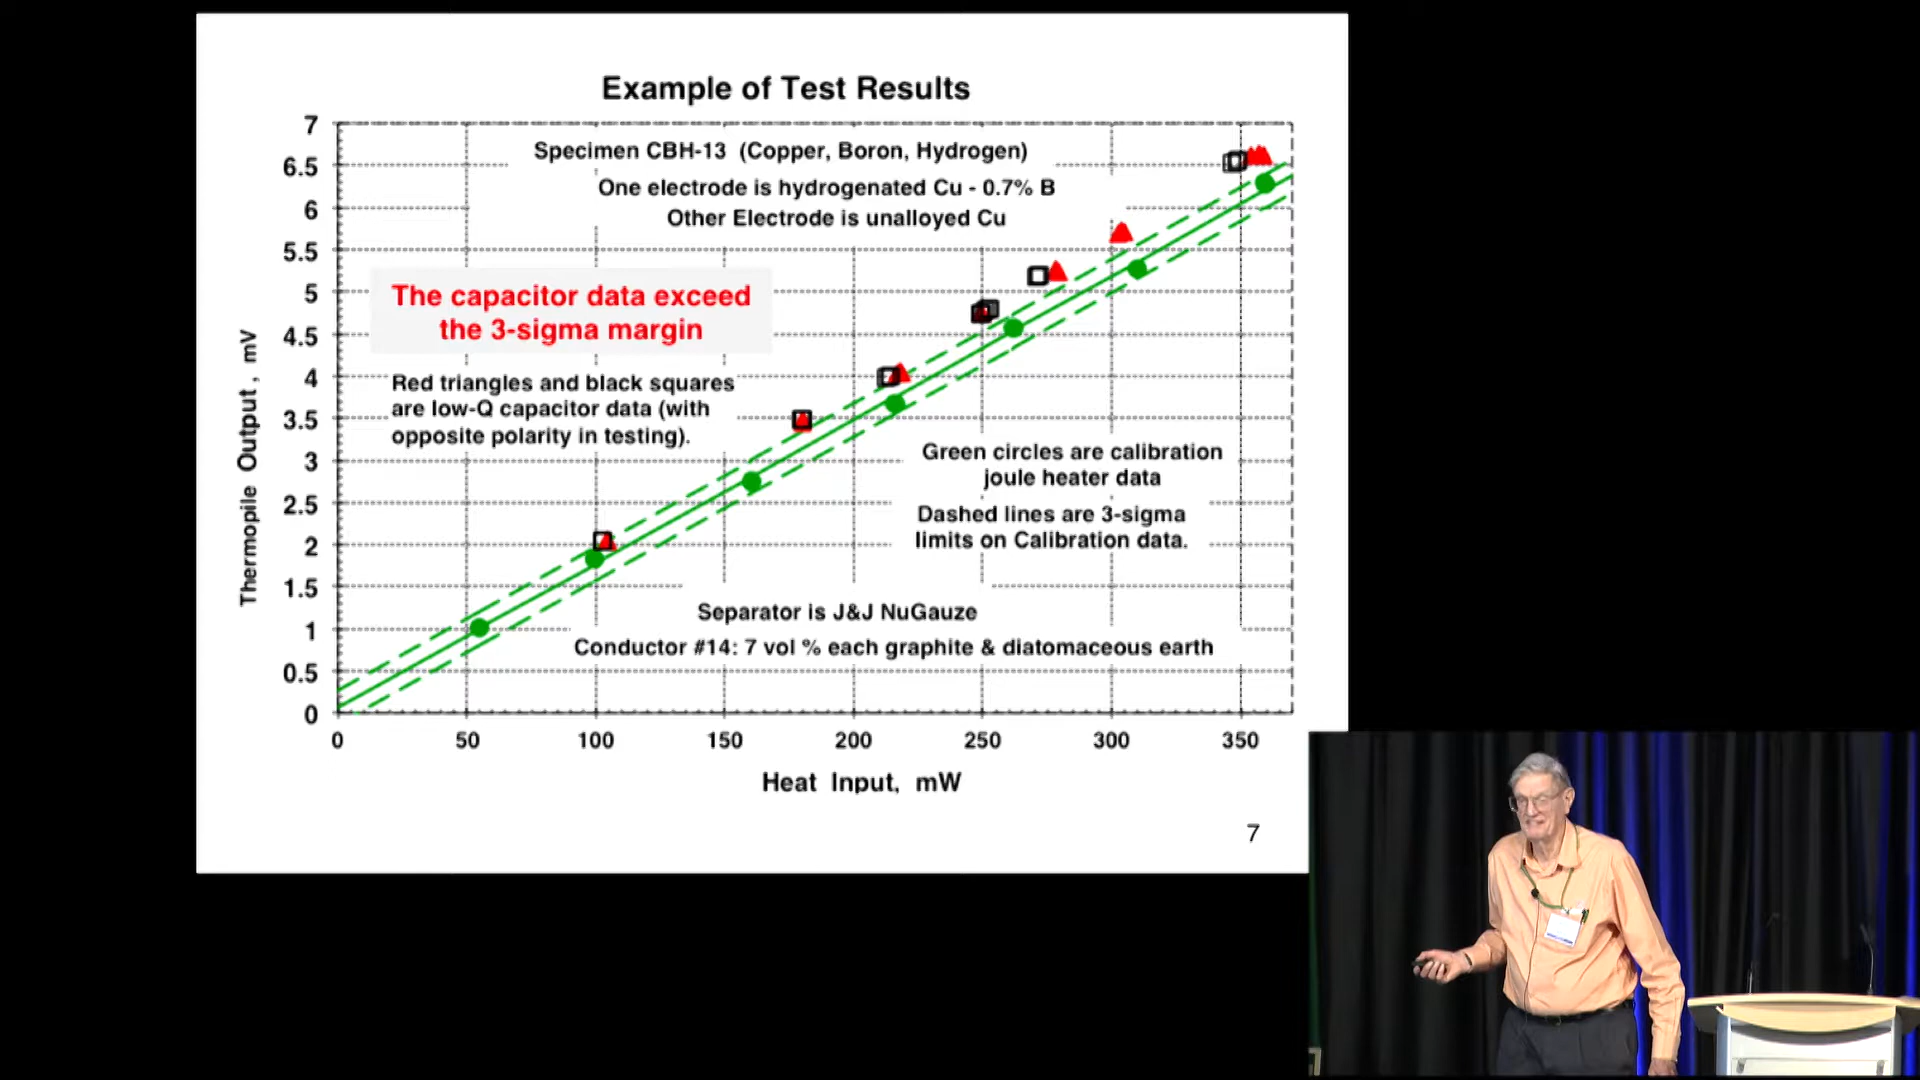 Example of Test Results
7
6.5
6
5.5
5
4.5
4
3.5
3
2.5
2
1.5
1
0.5
0
Thermopile Output, mV
Specimen CBH-13 (Copper, Boron, Hydrogen)
One electrode is hydrogenated Cu - 0.7% B
Other Electrode is unalloyed Cu
The capacitor data exceed
the 3-sigma margin
Red triangles and black squares
are low-Q capacitor data (with
opposite polarity in testing).
Green circles are calibration
joule heater data
Dashed lines are 3-sigma
limits on Calibration data.
Separator is J&J NuGauze
Conductor #14: 7 vol % each graphite & diatomaceous earth
0 50 100 150 200 250 300 350
Heat Input, mW
7